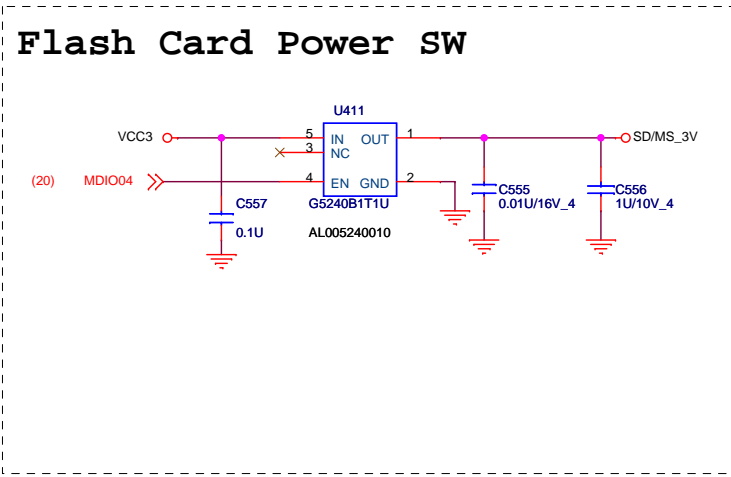 Flash Card Power SW
U411
VCC3 5 IN OUT 1 SD/MS_3V
3 NC
(20) MDIO04 4 EN GND 2
C557
0.1U
G5240B1T1U
AL005240010
C555
0.01U/16V_4
C556
1U/10V_4